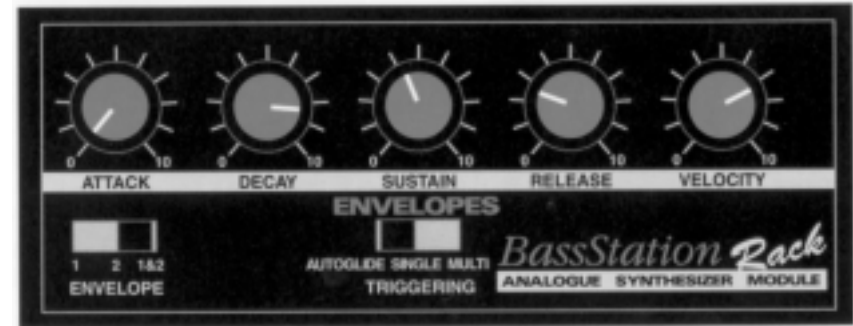 0 10 0 10 0 10 0 10 0 10
ATTACK DECAY SUSTAIN RELEASE VELOCITY
ENVELOPES
1 2 1&2
ENVELOPE
AUTOGLIDE SINGLE MULTI
TRIGGERING
BassStation Rack
ANALOGUE SYNTHESIZER MODULE